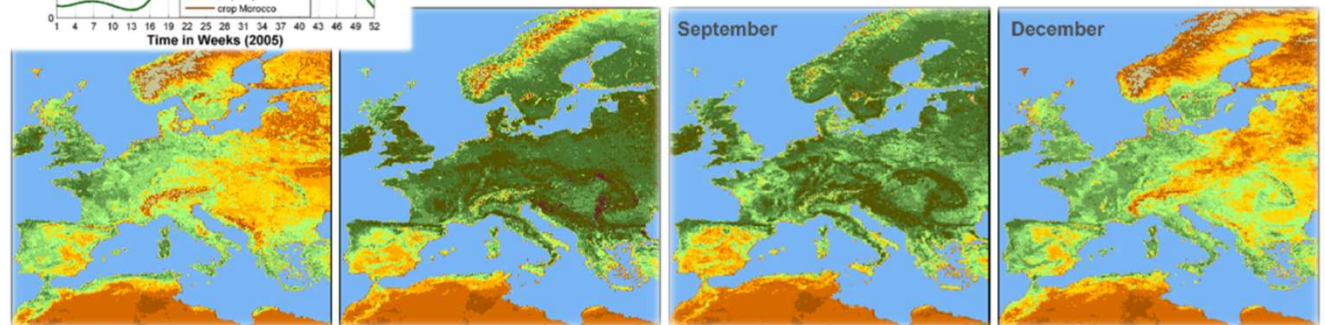 crop Morocco
0
1 4 7 10 13 16 19 22 25 28 31 34 37 40 43 46 49 52
Time in Weeks (2005)
September
December